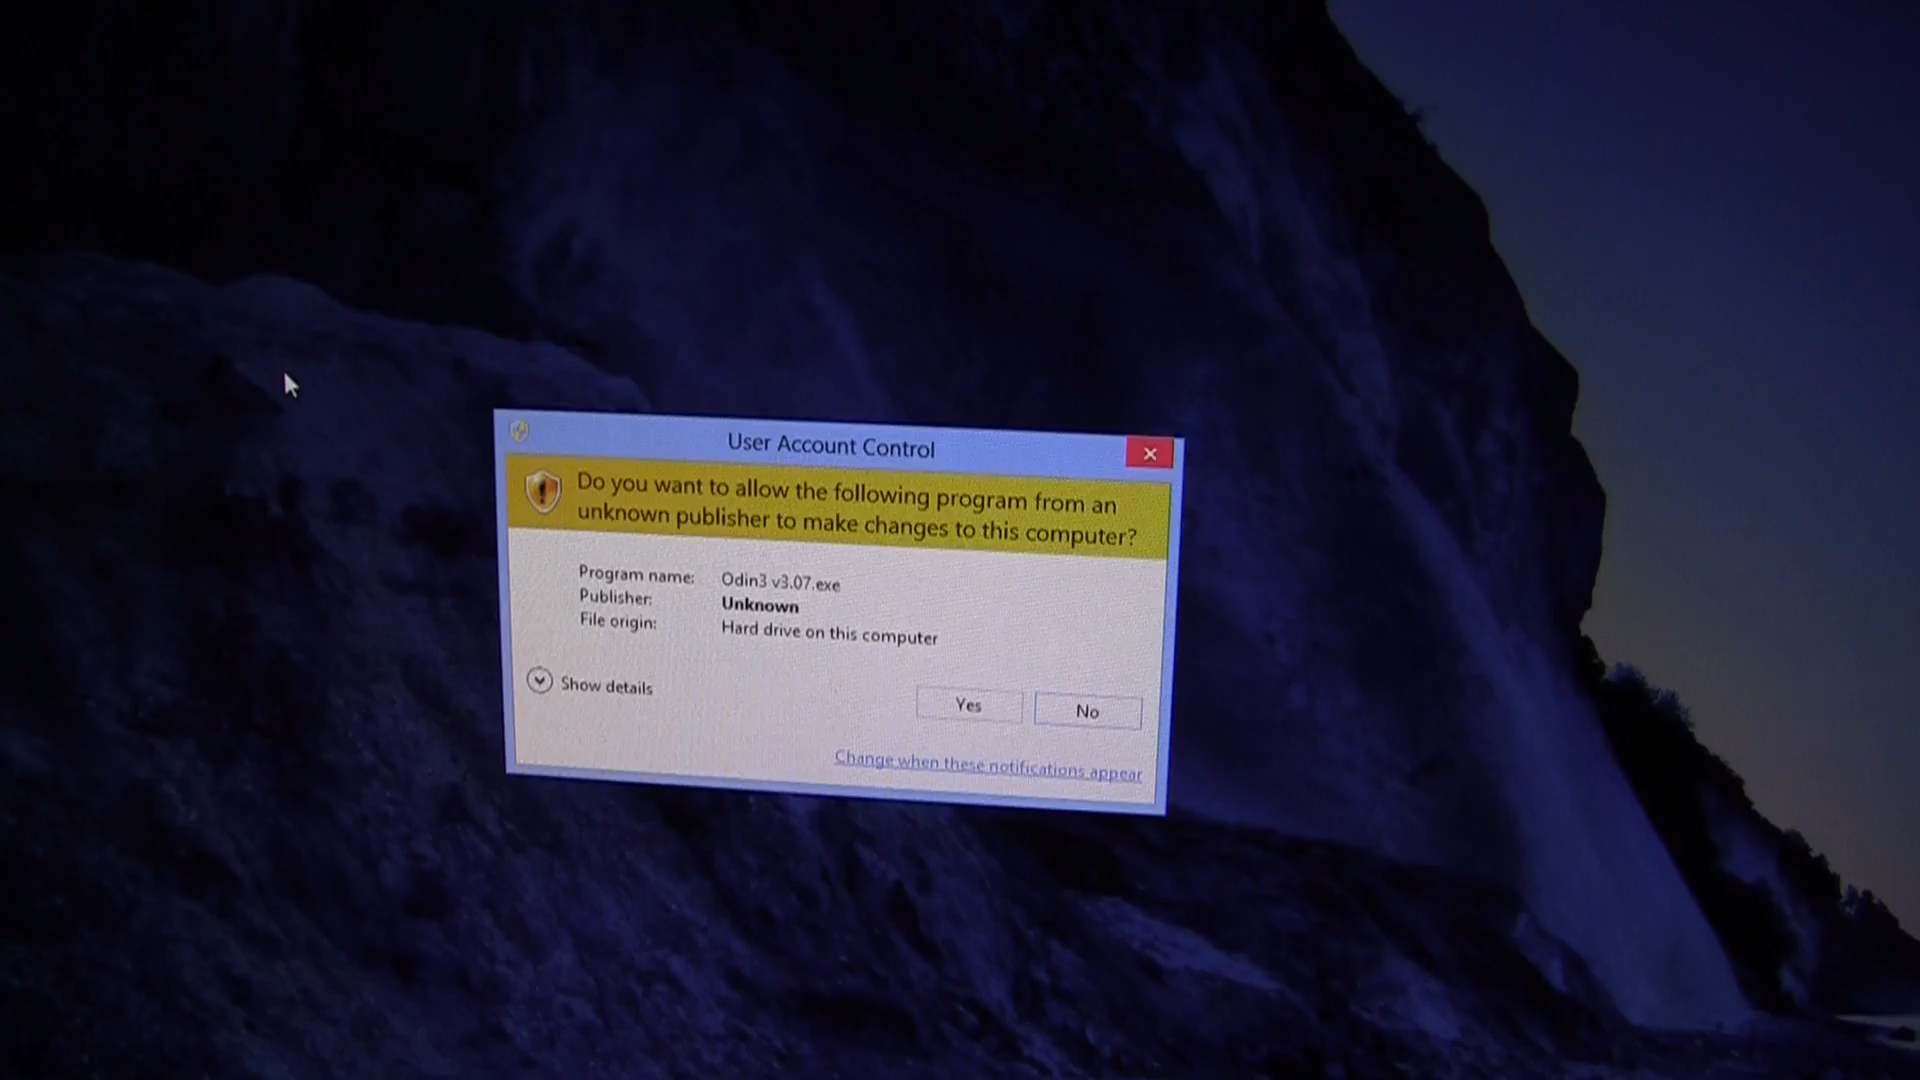 User Account Control
Do you want to allow the following program from an
unknown publisher to make changes to this computer?
Program name: Odin3 v3.07.exe
Publisher: Unknown
File origin: Hard drive on this computer
Show details
Yes No
Change when these notifications appear